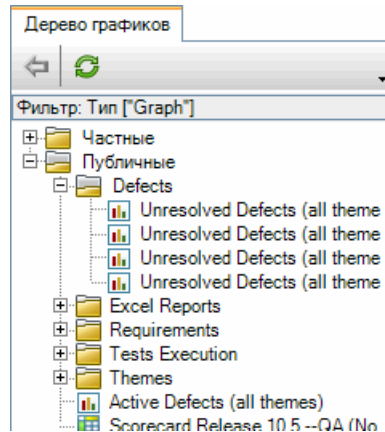 Дерево графиков
Фильтр: Тип ["Graph"]
Частные
Публичные
Defects
Unresolved Defects (all theme
Unresolved Defects (all theme
Unresolved Defects (all theme
Unresolved Defects (all theme
Excel Reports
Requirements
Tests Execution
Themes
Active Defects (all themes)
Scorecard Release 10.5 --QA (No